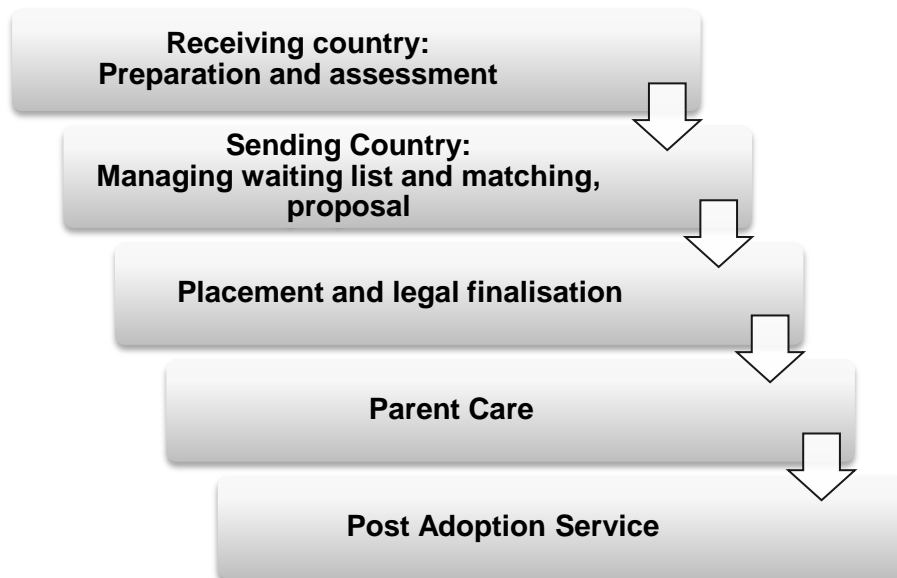 Receiving country:
Preparation and assessment
Sending Country:
Managing waiting list and matching,
proposal
Placement and legal finalisation
Parent Care
Post Adoption Service